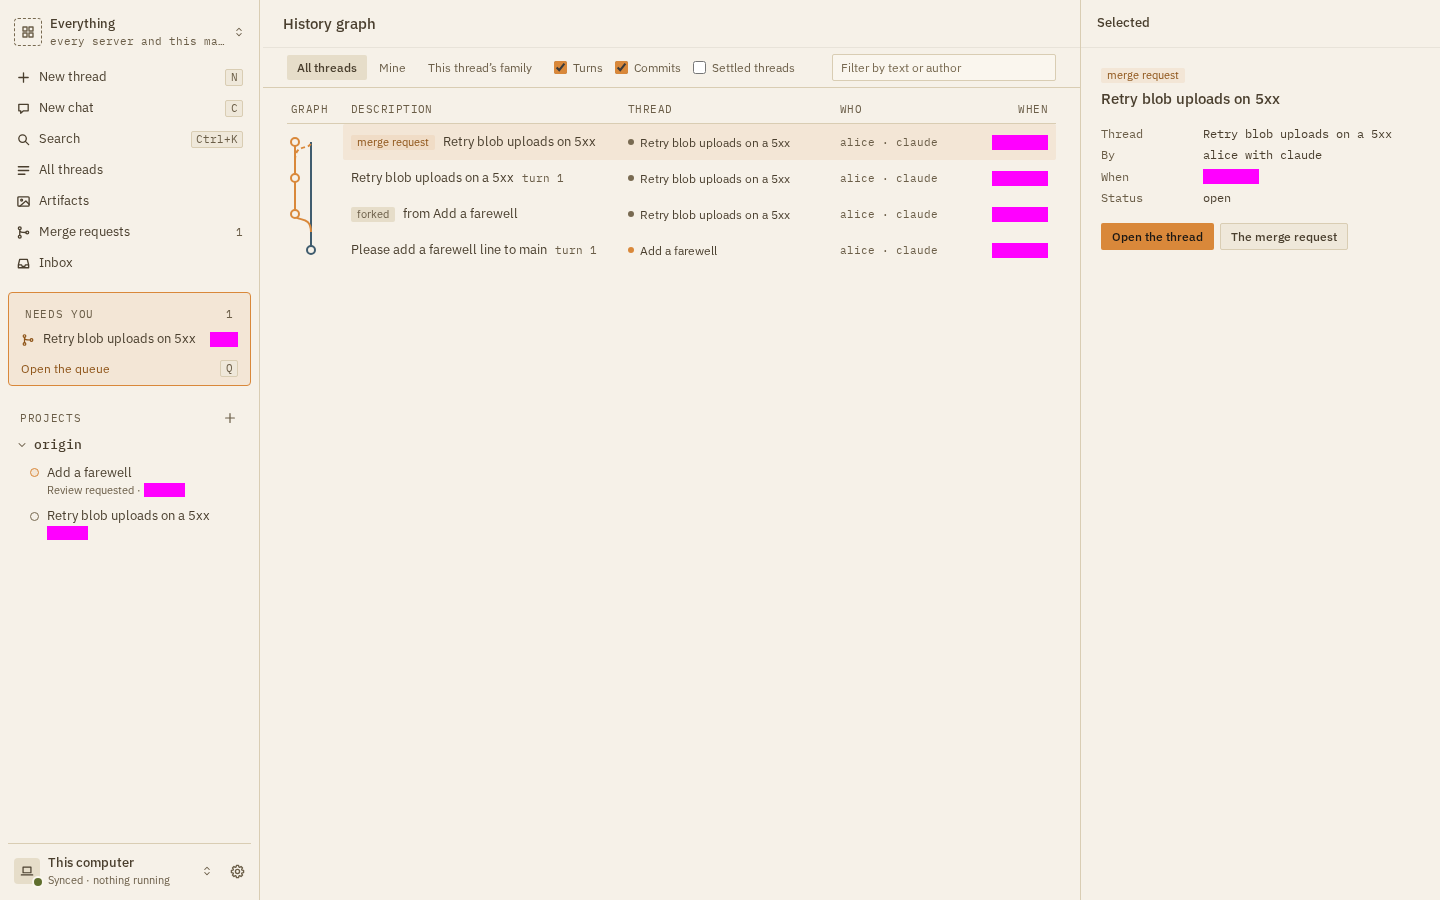 Everything
every server and this ma…
New thread N
New chat C
Search Ctrl+K
All threads
Artifacts
Merge requests 1
Inbox
NEEDS YOU 1
Retry blob uploads on 5xx
Open the queue Q
PROJECTS
origin
Add a farewell
Review requested ·
Retry blob uploads on a 5xx
This computer
Synced · nothing running
History graph
All threads Mine This thread's family Turns Commits Settled threads Filter by text or author
GRAPH DESCRIPTION THREAD WHO WHEN
merge request Retry blob uploads on 5xx Retry blob uploads on a 5xx alice · claude
Retry blob uploads on a 5xx turn 1 Retry blob uploads on a 5xx alice · claude
forked from Add a farewell Retry blob uploads on a 5xx alice · claude
Please add a farewell line to main turn 1 Add a farewell alice · claude
Selected
merge request
Retry blob uploads on 5xx
Thread Retry blob uploads on a 5xx
By alice with claude
When
Status open
Open the thread The merge request